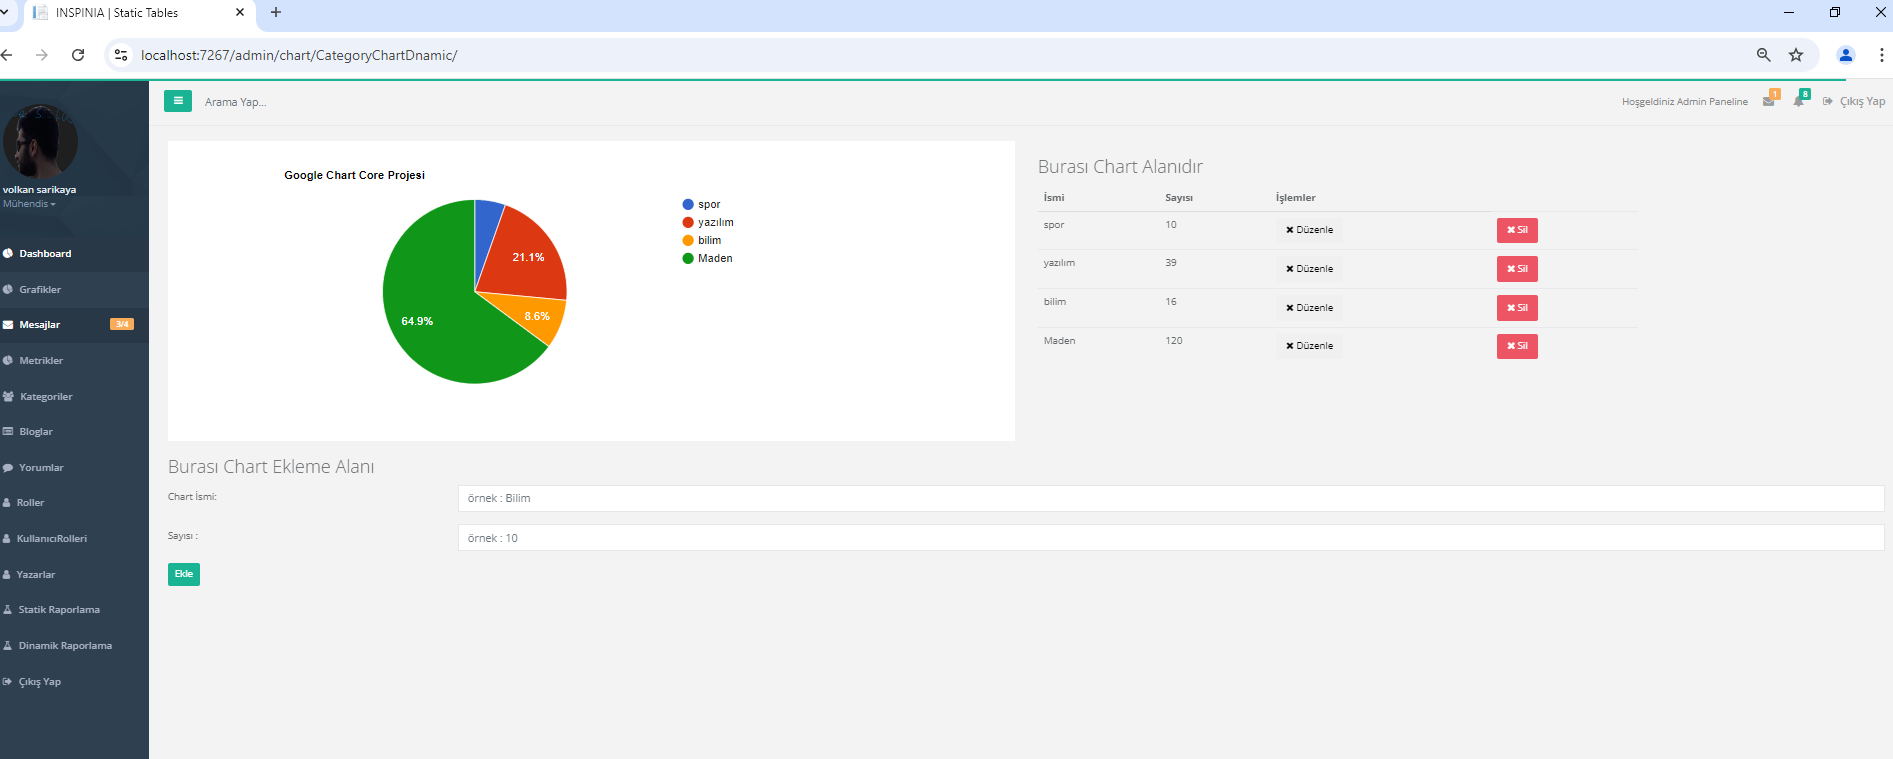 INSPINIA | Static Tables
localhost:7267/admin/chart/CategoryChartDnamic/
Arama Yap...
Hoşgeldiniz Admin Paneline
1
8
Çıkış Yap
volkan sarikaya
Mühendis
Dashboard
Grafikler
Mesajlar
3/4
Metrikler
Kategoriler
Bloglar
Yorumlar
Roller
KullanıcıRolleri
Yazarlar
Statik Raporlama
Dinamik Raporlama
Çıkış Yap
Google Chart Core Projesi
spor
yazılım
bilim
Maden
21.1%
8.6%
64.9%
Burası Chart Alanıdır
İsmi Sayısı İşlemler
spor 10 Düzenle Sil
yazılım 39 Düzenle Sil
bilim 16 Düzenle Sil
Maden 120 Düzenle Sil
Burası Chart Ekleme Alanı
Chart İsmi: örnek : Bilim
Sayısı : örnek : 10
Ekle